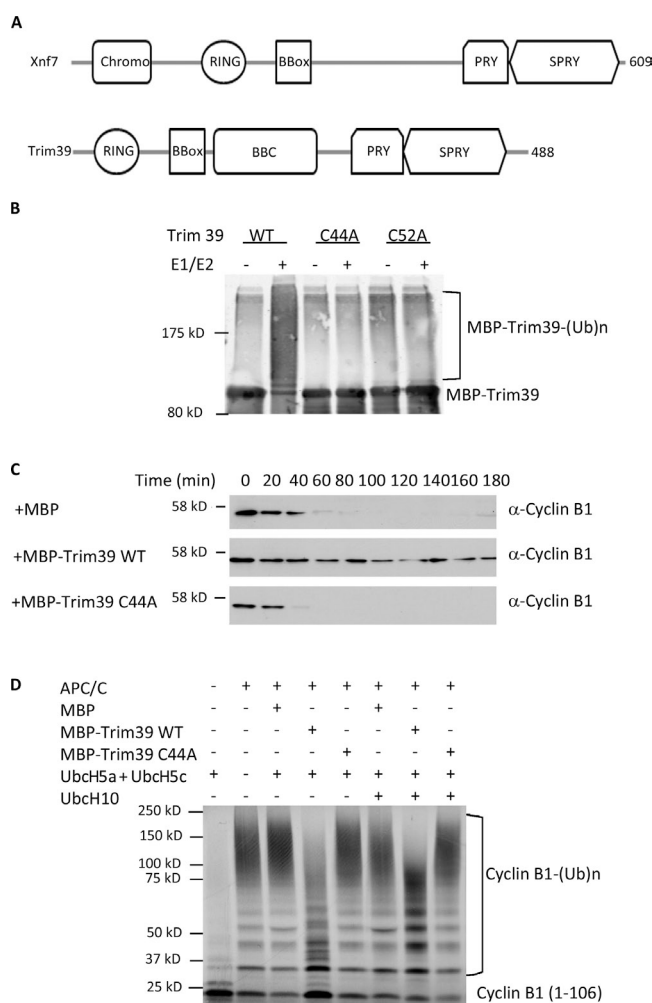 A
Xnf7 Chromo RING BBox PRY SPRY 609
Trim39 RING BBox BBC PRY SPRY 488
B
Trim 39 WT C44A C52A
E1/E2 - + - + - +
175 kD
MBP-Trim39-(Ub)n
MBP-Trim39
80 kD
C
Time (min) 0 20 40 60 80 100 120 140 160 180
+MBP 58 kD α-Cyclin B1
+MBP-Trim39 WT 58 kD α-Cyclin B1
+MBP-Trim39 C44A 58 kD α-Cyclin B1
D
APC/C - + + + + + + +
MBP - - + - - + - -
MBP-Trim39 WT - - - + - - + -
MBP-Trim39 C44A - - - - + - - +
UbcH5a + UbcH5c + - + + + + + +
UbcH10 - - - - - + + +
250 kD
150 kD
100 kD
75 kD
Cyclin B1-(Ub)n
50 kD
37 kD
25 kD
Cyclin B1 (1-106)